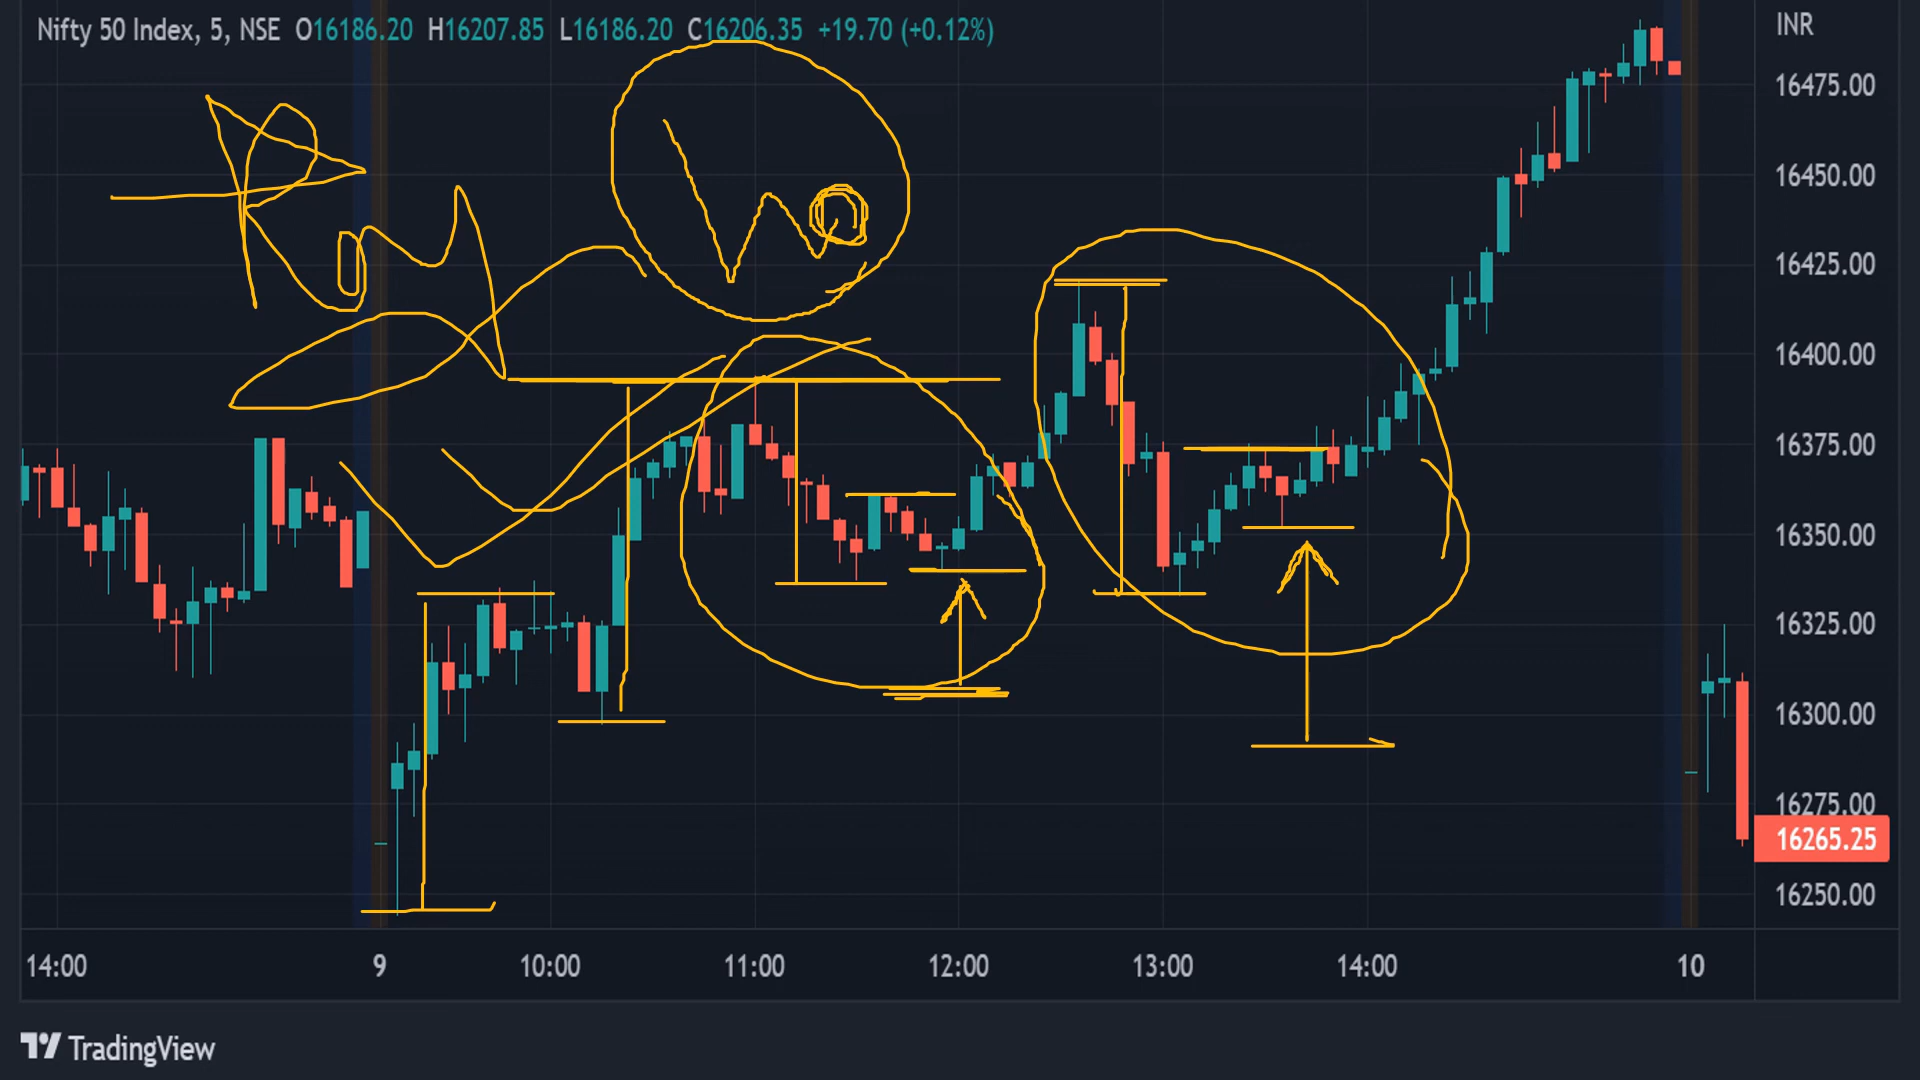 Nifty 50 Index, 5, NSE O16186.20 H16207.85 L16186.20 C16206.35 +19.70 (+0.12%)
INR
16475.00
16450.00
16425.00
16400.00
16375.00
16350.00
16325.00
16300.00
16275.00
16265.25
16250.00
14:00 9 10:00 11:00 12:00 13:00 14:00 10
TradingView